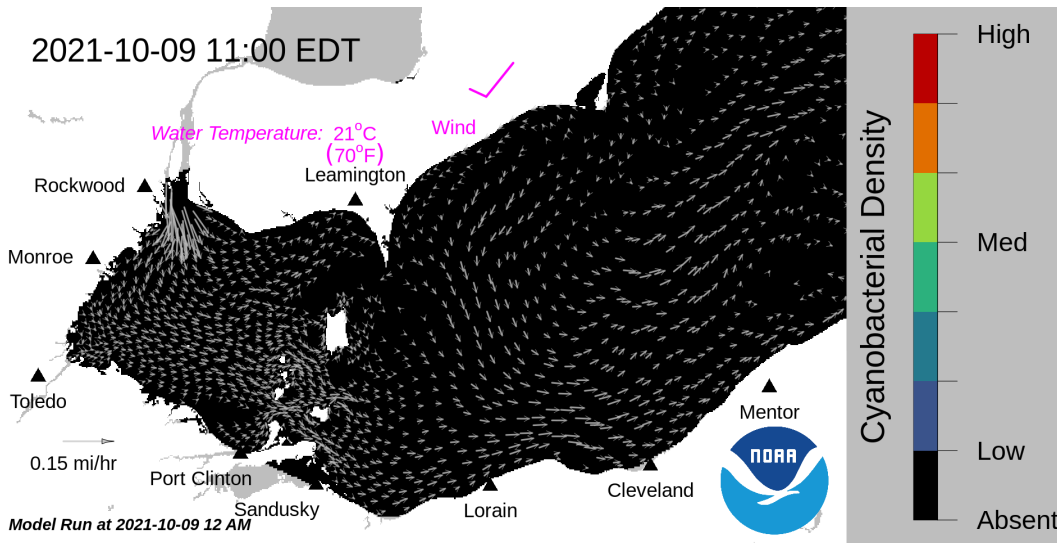 2021-10-09 11:00 EDT
Wind
Water Temperature: 21°C
(70°F)
Leamington
Rockwood
Monroe
Toledo
0.15 mi/hr
Port Clinton
Sandusky
Lorain
Cleveland
Mentor
NOAA
Model Run at 2021-10-09 12 AM
Cyanobacterial Density
High
Med
Low
Absent